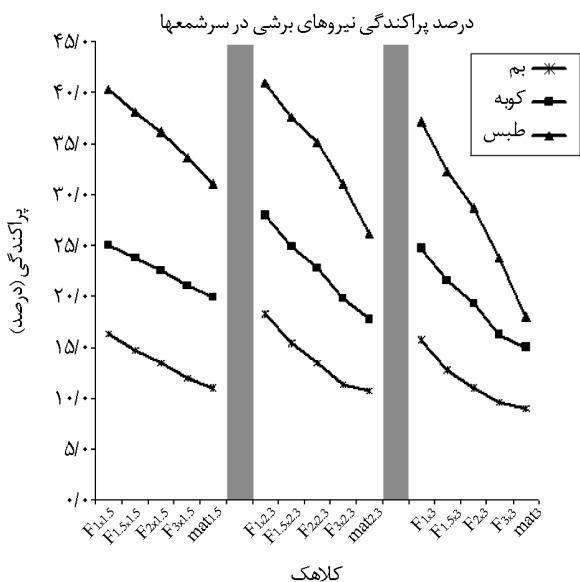 درصد پراکندگی نیروهای برشی در سرشمعها
بم
کوبه
طبس
پراکندگی (درصد)
۴۵/۰
۴۰/۰
۳۵/۰
۳۰/۰
۲۵/۰
۲۰/۰
۱۵/۰
۱۰/۰
۵/۰
۰/۰
F1x1.5
F1.5x1.5
F2x1.5
F3x1.5
mat1.5
F1x2.3
F1.5x2.3
F2x2.3
F3x2.3
mat2.3
F1x3
F1.5x3
F2x3
F3x3
mat3
کلاهک